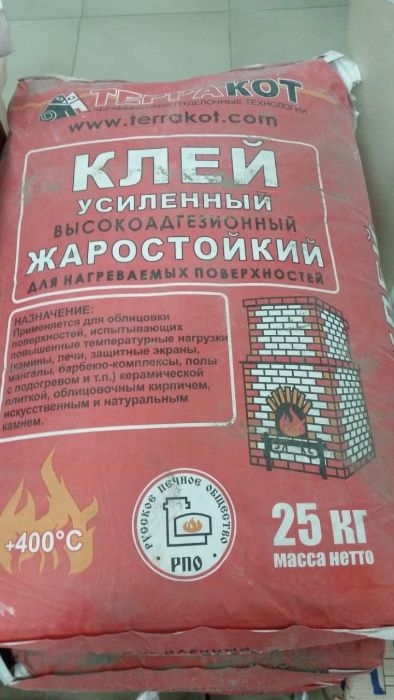 ТЕРРАКОТ
КЕРАМИЧЕСКИЕ ОТДЕЛОЧНЫЕ ТЕХНОЛОГИИ
www.terrakot.com
КЛЕЙ
УСИЛЕННЫЙ
ВЫСОКОАДГЕЗИОННЫЙ
ЖАРОСТОЙКИЙ
ДЛЯ НАГРЕВАЕМЫХ ПОВЕРХНОСТЕЙ
НАЗНАЧЕНИЕ:
Применяется для облицовки
поверхностей, испытывающих
повышенные температурные нагрузки
(камины, печи, защитные экраны,
мангалы, барбекю-комплексы, полы
с подогревом и т.п.) керамической
плиткой, облицовочным кирпичем,
искусственным и натуральным
камнем.
+400°C
РУССКОЕ ПЕЧНОЕ ОБЩЕСТВО
РПО
25 кг
масса нетто